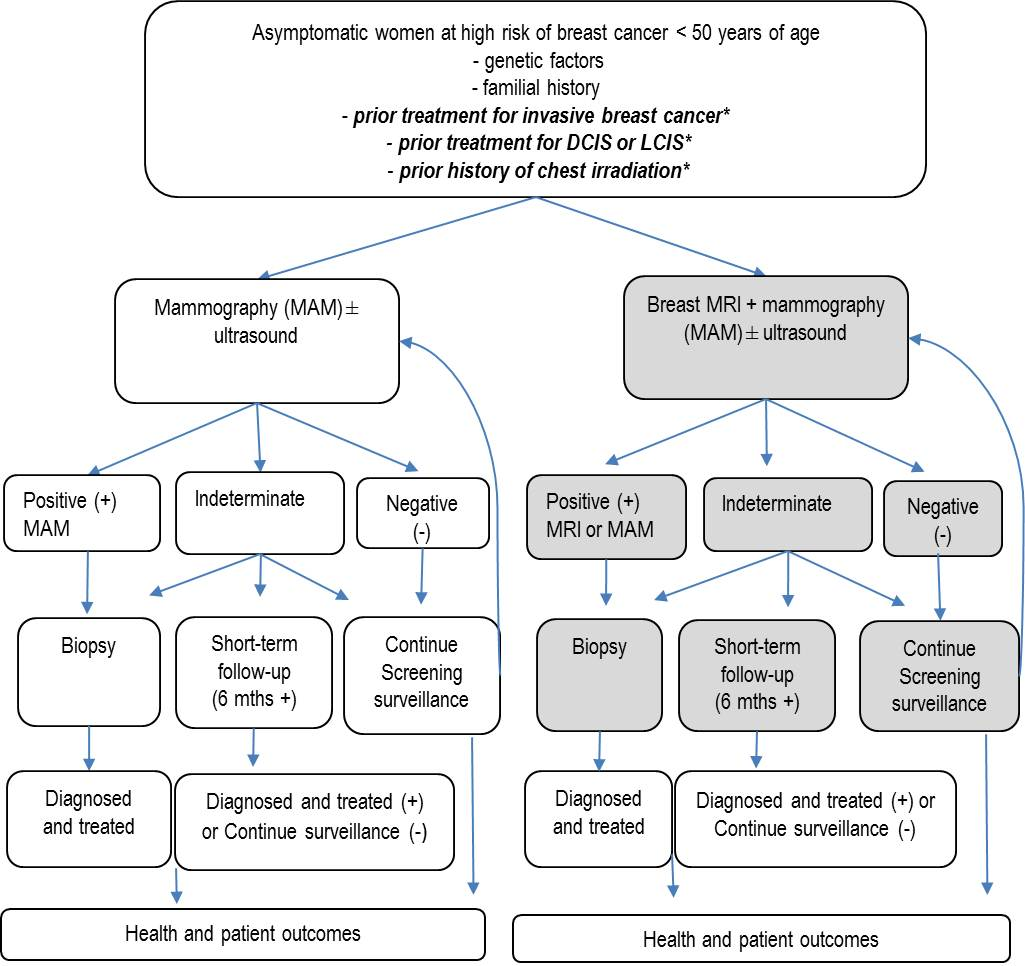 Asymptomatic women at high risk of breast cancer < 50 years of age
- genetic factors
- familial history
- prior treatment for invasive breast cancer*
- prior treatment for DCIS or LCIS*
- prior history of chest irradiation*
Mammography (MAM) ±
ultrasound
Breast MRI + mammography
(MAM) ± ultrasound
Positive (+)
MAM
Indeterminate
Negative
(-)
Positive (+)
MRI or MAM
Indeterminate
Negative
(-)
Biopsy
Short-term
follow-up
(6 mths +)
Continue
Screening
surveillance
Biopsy
Short-term
follow-up
(6 mths +)
Continue
Screening
surveillance
Diagnosed
and treated
Diagnosed and treated (+)
or Continue surveillance (-)
Diagnosed
and treated
Diagnosed and treated (+) or
Continue surveillance (-)
Health and patient outcomes
Health and patient outcomes